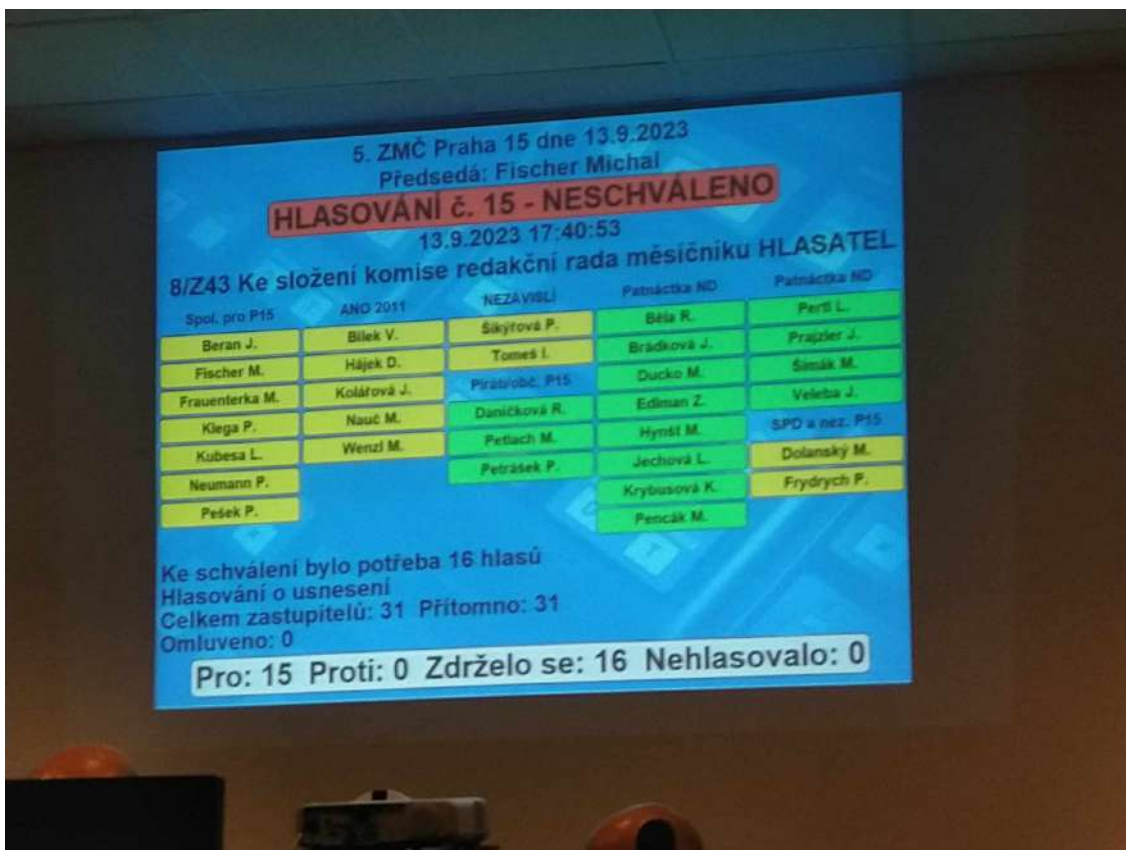 5. ZMČ Praha 15 dne 13.9.2023
Předsedá: Fischer Michal
HLASOVÁNÍ č. 15 - NESCHVÁLENO
13.9.2023 17:40:53
8/Z43 Ke složení komise redakční rada měsíčníku HLASATEL
Spol. pro P15
Beran J.
Fischer M.
Frauenterka M.
Klega P.
Kubesa L.
Neumann P.
Pešek P.
ANO 2011
Bílek V.
Hájek D.
Kolářová J.
Nauč M.
Wenzl M.
NEZÁVISLÍ
Šikýřová P.
Tomeš I.
Piráti/obč. P15
Daníčková R.
Petlach M.
Petrásek P.
Patnáctka ND
Běla R.
Brádková J.
Ducko M.
Edlman Z.
Hynšt M.
Jechová L.
Krybusová K.
Pencák M.
Patnáctka ND
Pertl L.
Prajzler J.
Šimák M.
Veleba J.
SPD a nez. P15
Dolanský M.
Frydrych P.
Ke schválení bylo potřeba 16 hlasů
Hlasování o usnesení
Celkem zastupitelů: 31 Přítomno: 31
Omluveno: 0
Pro: 15 Proti: 0 Zdrželo se: 16 Nehlasovalo: 0